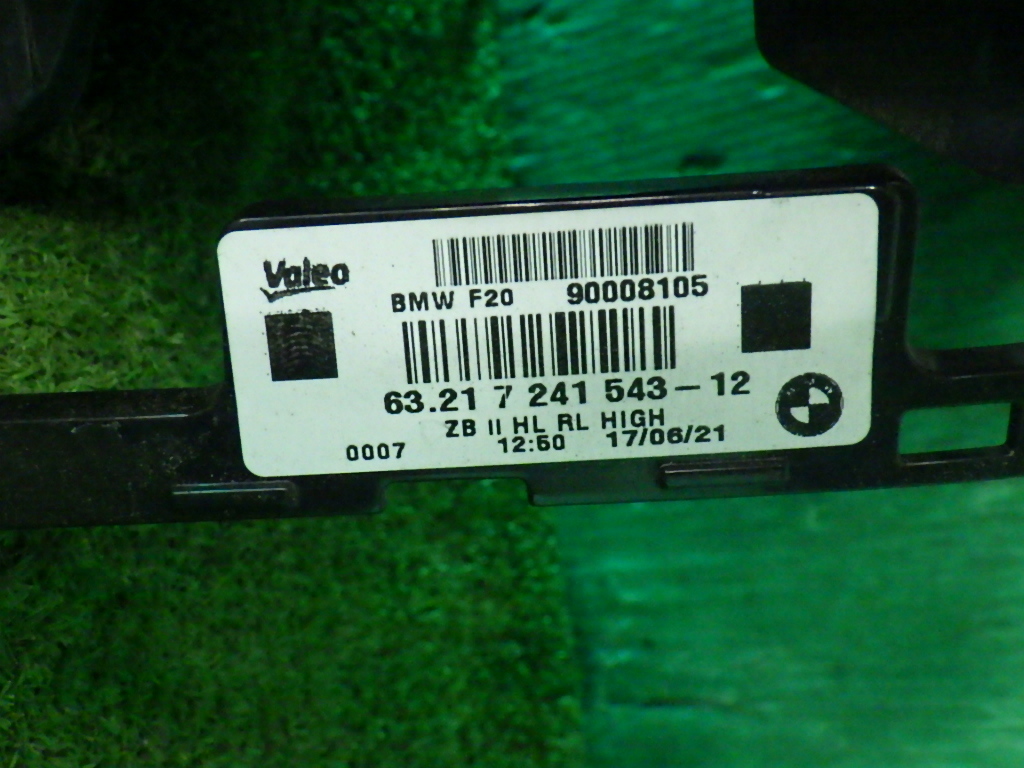 Valeo
BMW F20 90008105
63.21 7 241 543-12
ZB II HL RL HIGH
0007 12:50 17/06/21